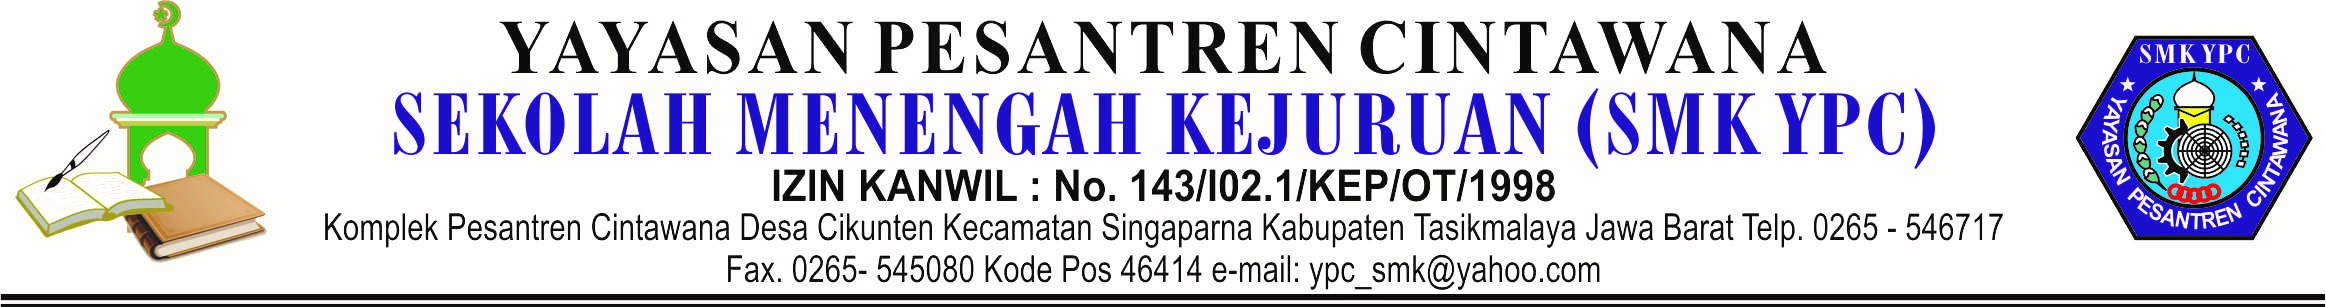 YAYASAN PESANTREN CINTAWANA
SEKOLAH MENENGAH KEJURUAN (SMK YPC)
IZIN KANWIL : No. 143/I02.1/KEP/OT/1998
Komplek Pesantren Cintawana Desa Cikunten Kecamatan Singaparna Kabupaten Tasikmalaya Jawa Barat Telp. 0265 - 546717
Fax. 0265- 545080 Kode Pos 46414 e-mail: ypc_smk@yahoo.com
SMK YPC
YAYASAN PESANTREN CINTAWANA